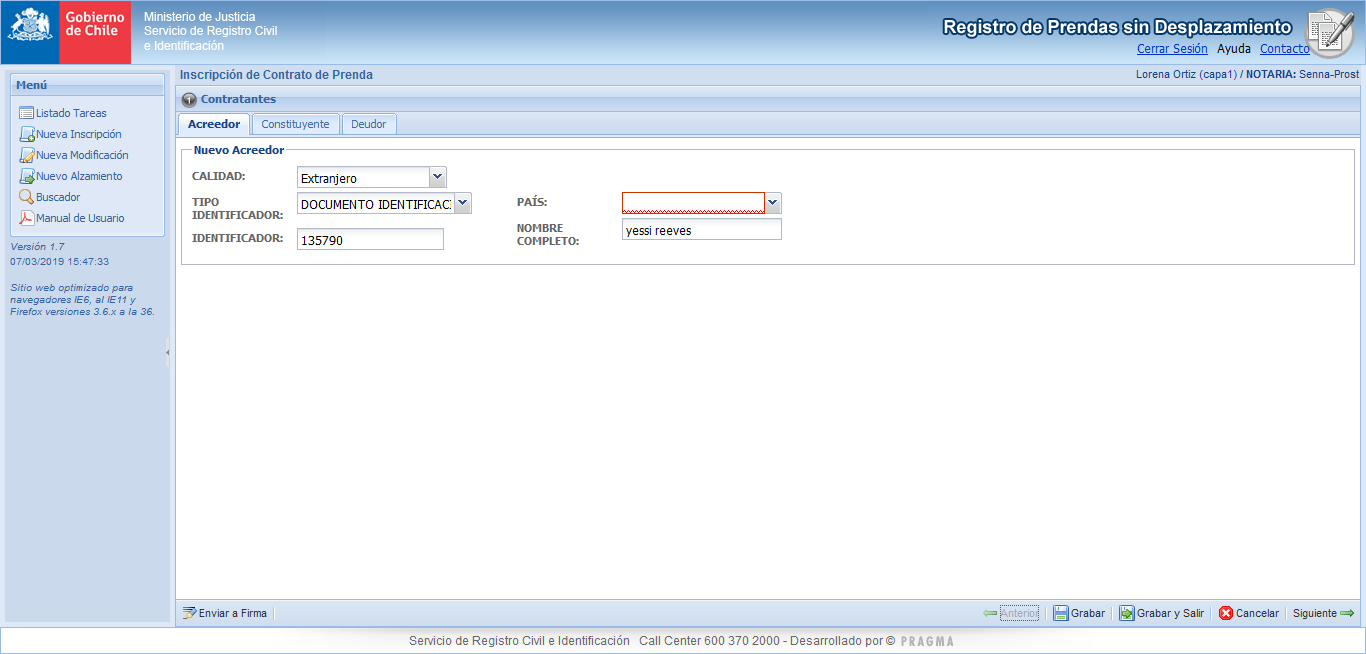 Gobierno
de Chile
Ministerio de Justicia
Servicio de Registro Civil
e Identificación
Registro de Prendas sin Desplazamiento
Cerrar Sesión Ayuda Contacto
Menú
Listado Tareas
Nueva Inscripción
Nueva Modificación
Nuevo Alzamiento
Buscador
Manual de Usuario
Versión 1.7
07/03/2019 15:47:33
Sitio web optimizado para
navegadores IE6, al IE11 y
Firefox versiones 3.6.x a la 36.
Inscripción de Contrato de Prenda
Lorena Ortiz (capa1) / NOTARIA: Senna-Prost
Contratantes
Acreedor Constituyente Deudor
Nuevo Acreedor
CALIDAD: Extranjero
TIPO
IDENTIFICADOR: DOCUMENTO IDENTIFICAC
PAÍS:
IDENTIFICADOR: 135790
NOMBRE
COMPLETO: yessi reeves
Enviar a Firma
Anterior Grabar Grabar y Salir Cancelar Siguiente
Servicio de Registro Civil e Identificación Call Center 600 370 2000 - Desarrollado por © PRAGMA